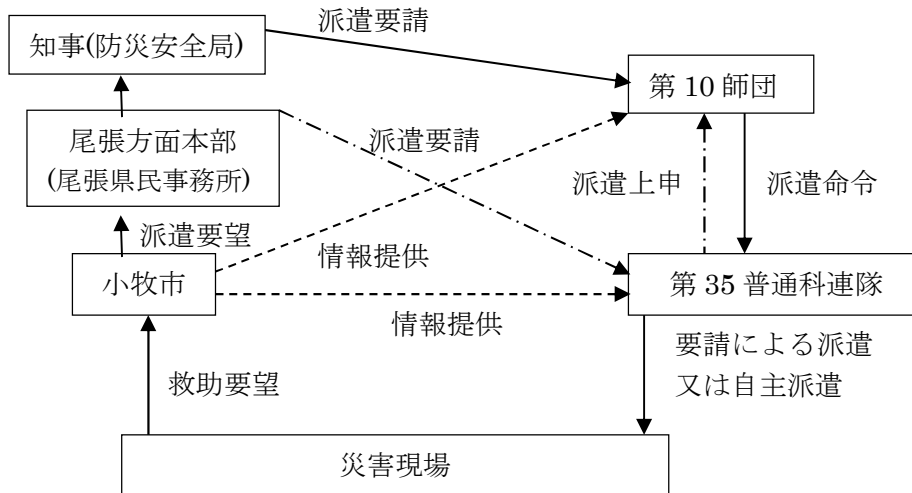 派遣要請
知事(防災安全局)
第 10 師団
尾張方面本部
(尾張県民事務所)
派遣要請
派遣上申
派遣命令
派遣要望
情報提供
小牧市
第 35 普通科連隊
情報提供
要請による派遣
又は自主派遣
救助要望
災害現場